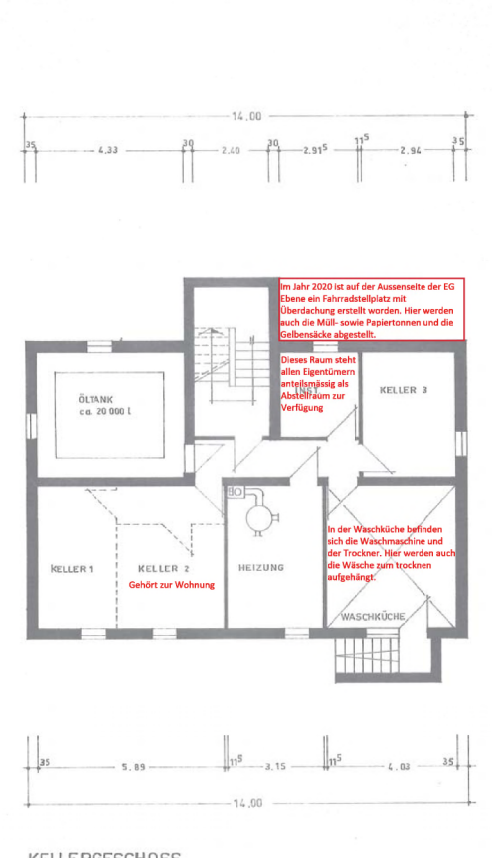 14.00
35 4.33 30 2.40 30 2.91⁵ 11⁵ 2.94 35
Im Jahr 2020 ist auf der Aussenseite der EG
Ebene ein Fahrradstellplatz mit
Überdachung erstellt worden. Hier werden
auch die Müll- sowie Papiertonnen und die
Gelbensäcke abgestellt.
Dieses Raum steht
allen Eigentümern
anteilsmässig als
Abstellraum zur
Verfügung
ÖLTANK
ca. 20 000 l
KELLER 3
In der Waschküche befinden
sich die Waschmaschine und
der Trockner. Hier werden auch
die Wäsche zum trocknen
aufgehängt.
KELLER 1
KELLER 2
Gehört zur Wohnung
HEIZUNG
WASCHKÜCHE
35 5.89 11⁵ 3.15 11⁵ 4.03 35
14.00
KELLERGESCHOSS